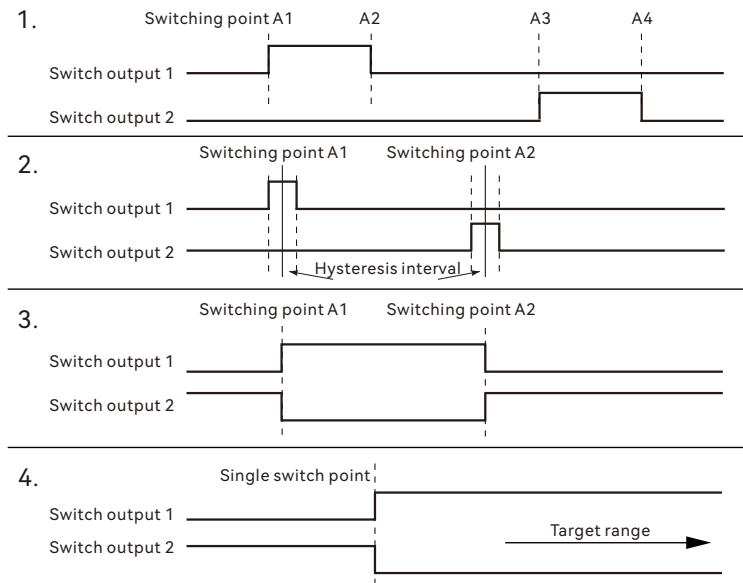 1.
Switching point A1 A2 A3 A4
Switch output 1
Switch output 2
2.
Switching point A1 Switching point A2
Switch output 1
Switch output 2
Hysteresis interval
3.
Switching point A1 Switching point A2
Switch output 1
Switch output 2
4.
Single switch point
Switch output 1
Target range
Switch output 2